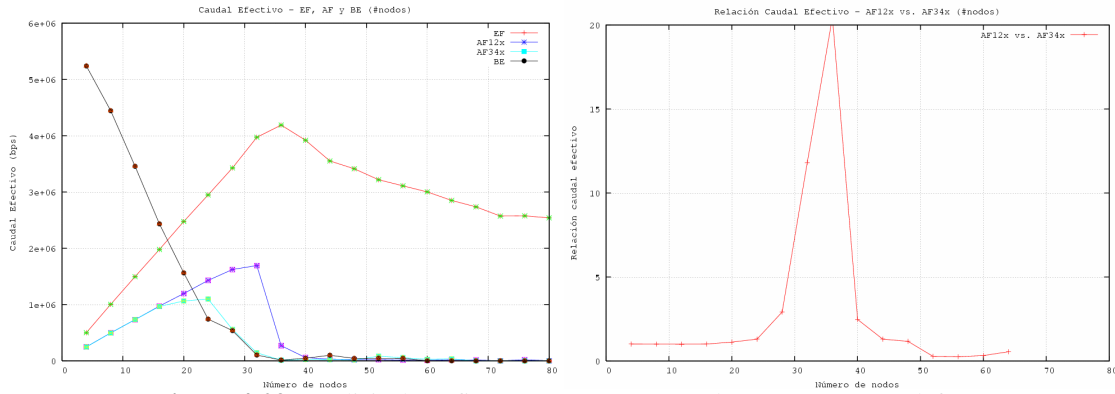 Caudal Efectivo - EF, AF y BE (#nodos)
6e+06
5e+06
4e+06
3e+06
2e+06
1e+06
0
Caudal Efectivo (bps)
EF
AF12x
AF34x
BE
0 10 20 30 40 50 60 70 80
Número de nodos
Relación Caudal Efectivo - AF12x vs. AF34x (#nodos)
20
15
10
5
0
Relación caudal efectivo
AF12x vs. AF34x
0 10 20 30 40 50 60 70 80
Número de nodos